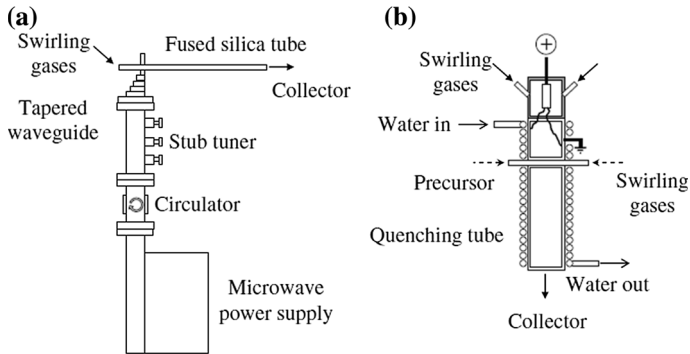 (a)
Swirling
gases
Fused silica tube
Collector
Tapered
waveguide
Stub tuner
Circulator
Microwave
power supply
(b)
+
Swirling
gases
Water in
Precursor
Swirling
gases
Quenching tube
Water out
Collector